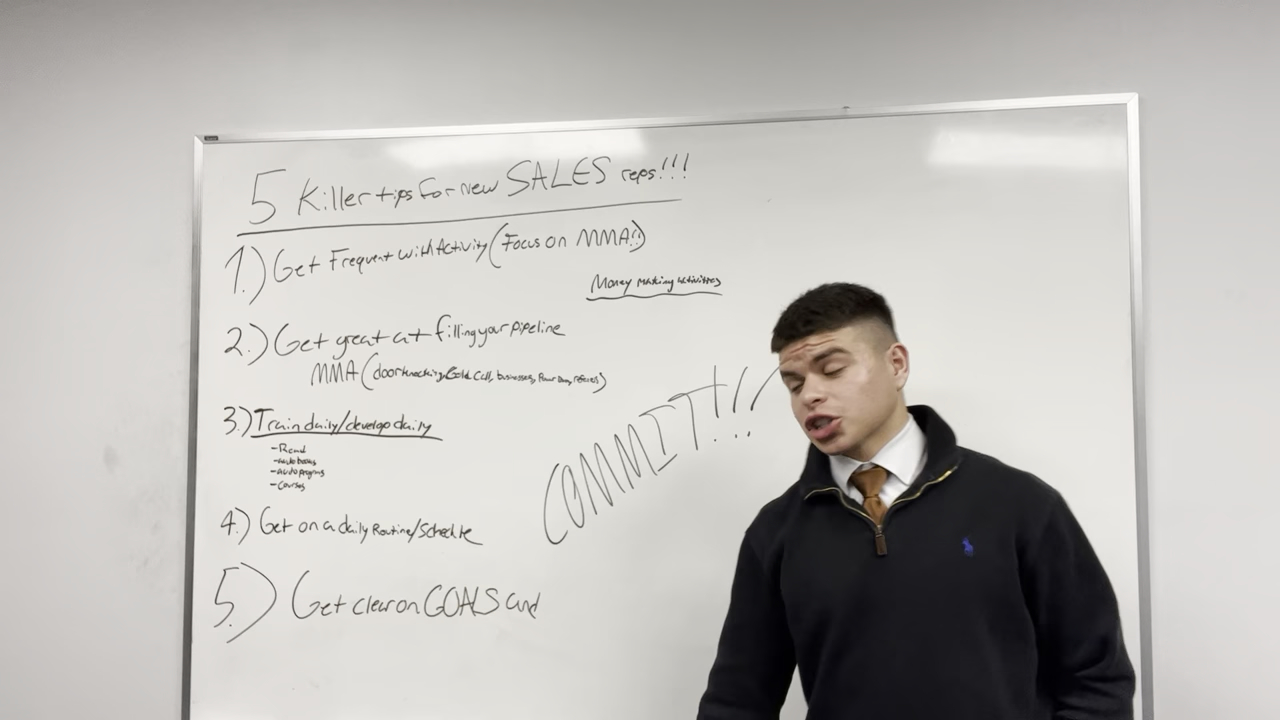 5 Killer tips for new SALES reps!!!
1.) Get Frequent with Activity (Focus on MMA!!)
Money Making Activities
2.) Get great at filling your pipeline
MMA (door knocking, Cold Call, businesses, referrals)
3.) Train daily/develop daily
- Read
- Audio books
- Audio programs
- Courses
4.) Get on a daily Routine/Schedule
COMMIT!!!
5.) Get clear on GOALS and